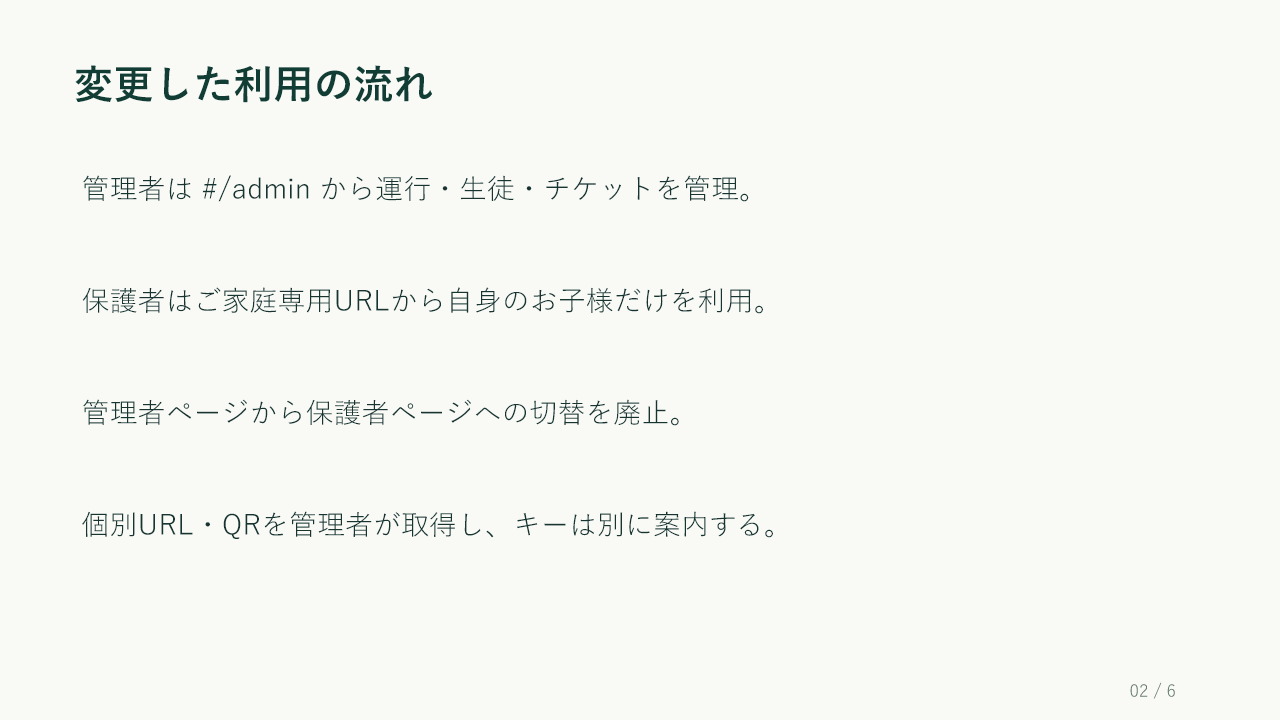 変更した利用の流れ
管理者は #/admin から運行・生徒・チケットを管理。
保護者はご家庭専用URLから自身のお子様だけを利用。
管理者ページから保護者ページへの切替を廃止。
個別URL・QRを管理者が取得し、キーは別に案内する。
02 / 6